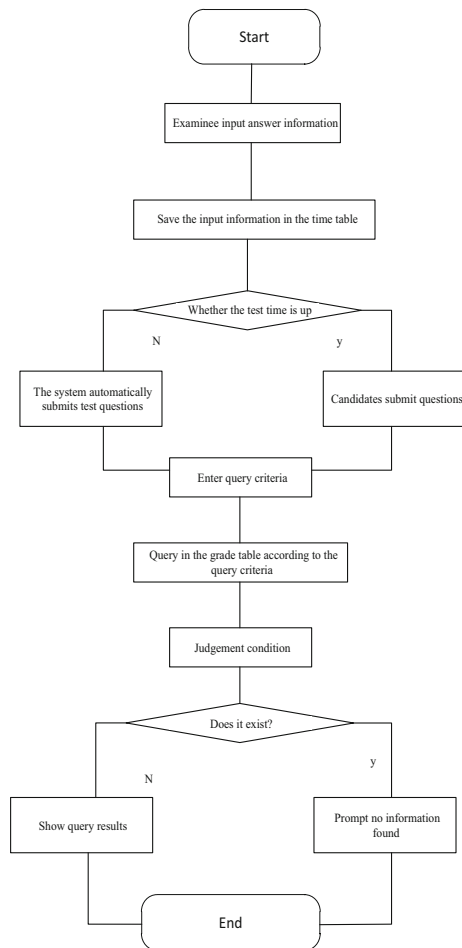 Start
Examinee input answer information
Save the input information in the time table
Whether the test time is up
N
y
The system automatically
submits test questions
Candidates submit questions
Enter query criteria
Query in the grade table according to the
query criteria
Judgement condition
Does it exist?
N
y
Show query results
Prompt no information
found
End